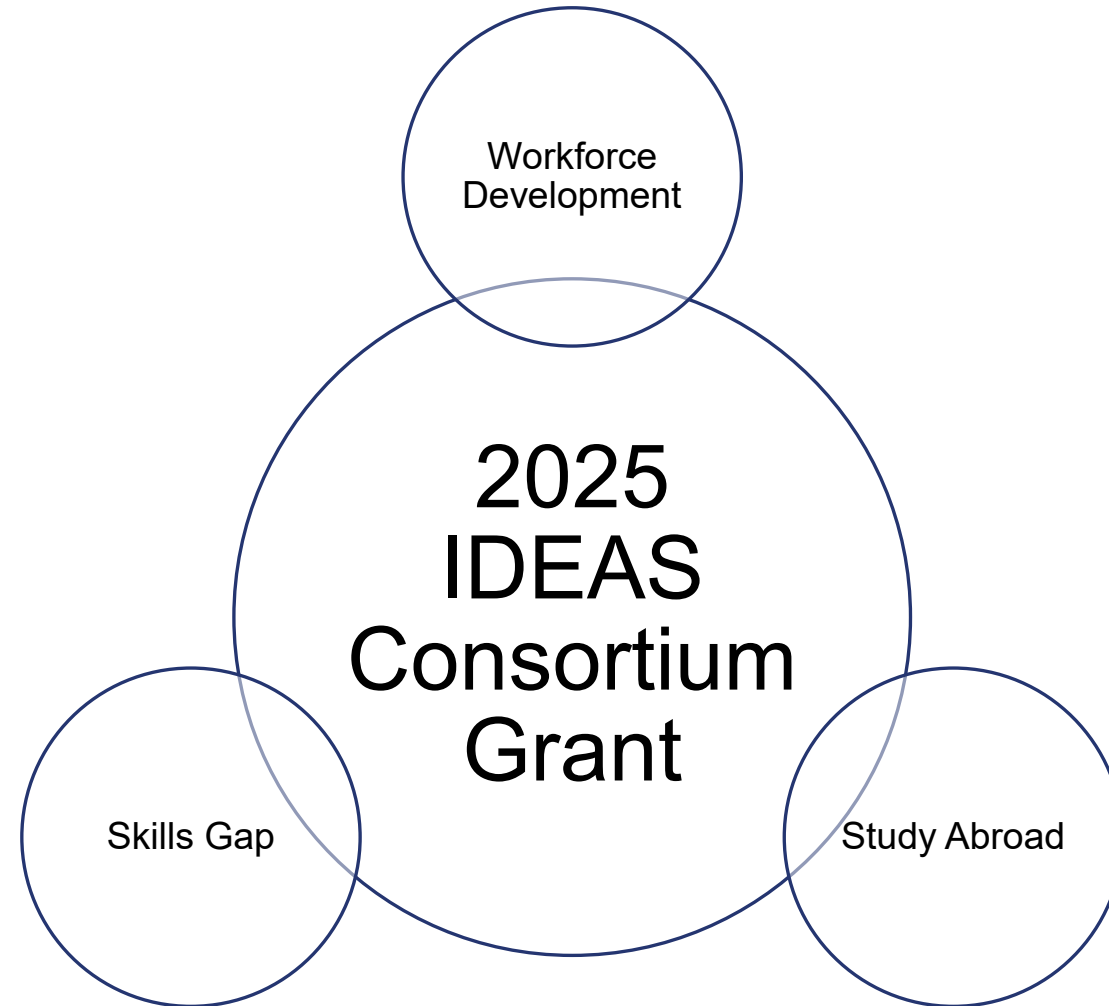 Workforce
Development
2025
IDEAS
Consortium
Grant
Skills Gap
Study Abroad